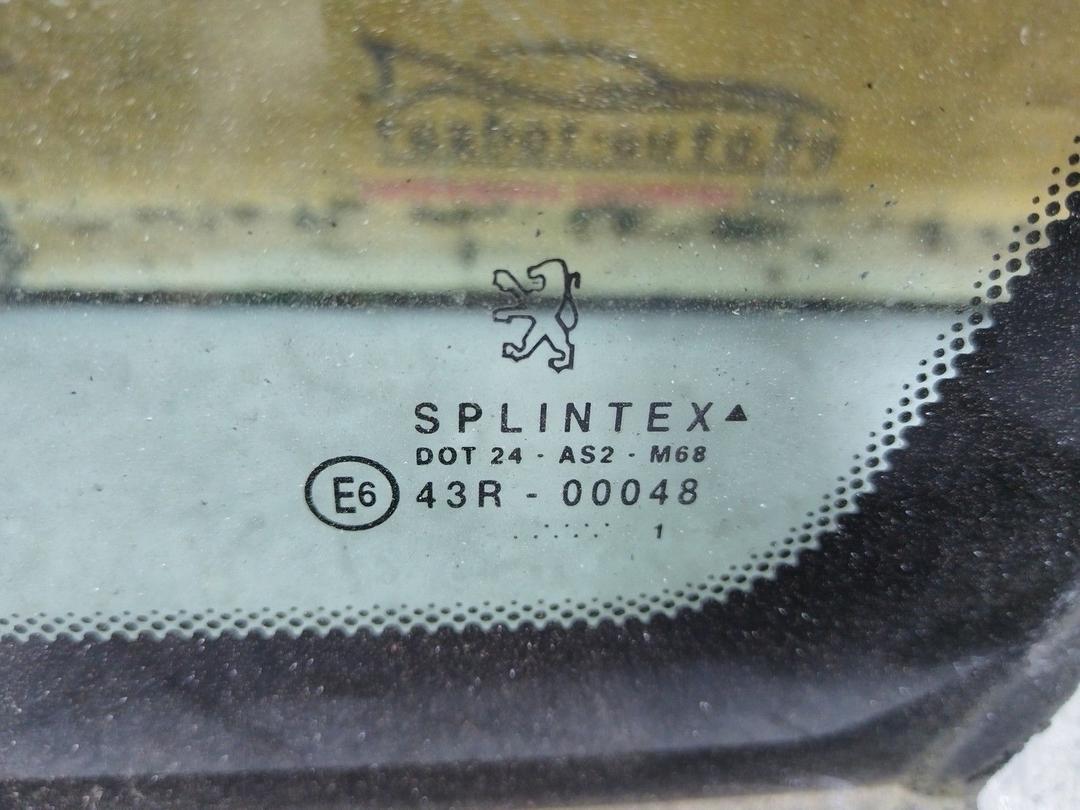 SPLINTEX▲
DOT 24 - AS2 - M68
E6 43R - 00048
..... 1